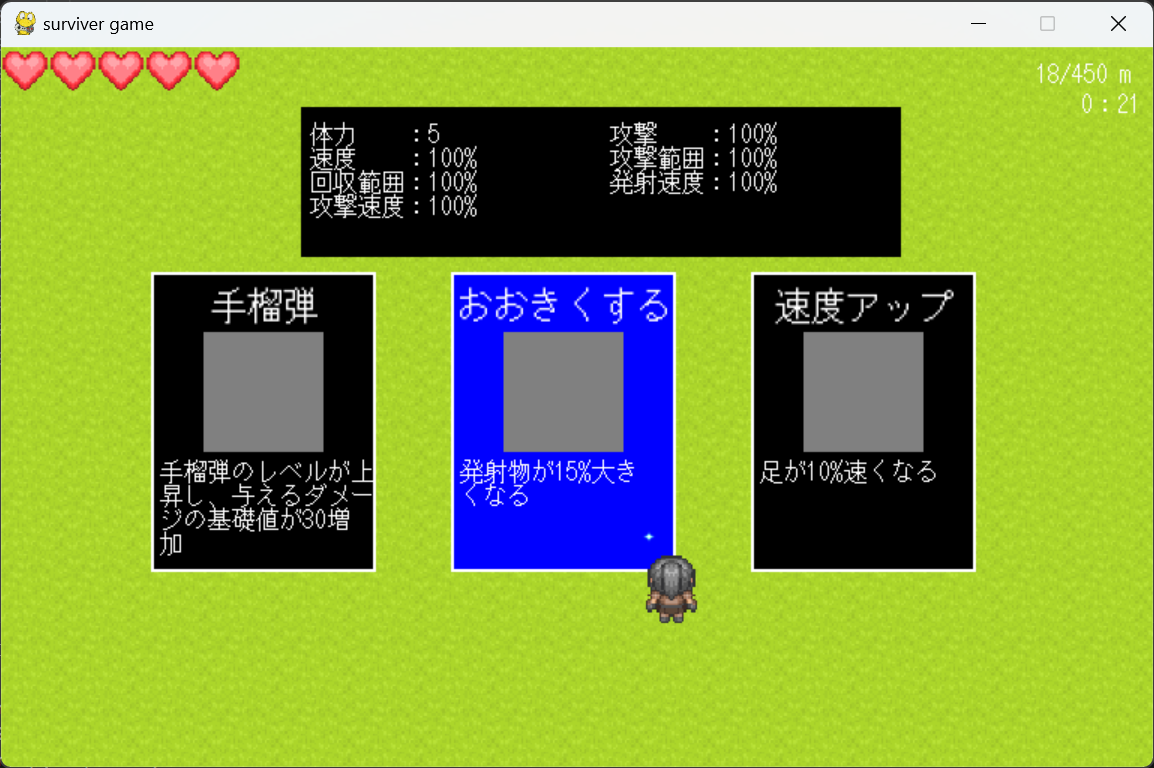 surviver game
18/450 m
0：21
体力　　：5
速度　　：100%
回収範囲：100%
攻撃速度：100%
攻撃　　：100%
攻撃範囲：100%
発射速度：100%
手榴弾
手榴弾のレベルが上
昇し、与えるダメー
ジの基礎値が30増
加
おおきくする
発射物が15%大き
くなる
速度アップ
足が10%速くなる